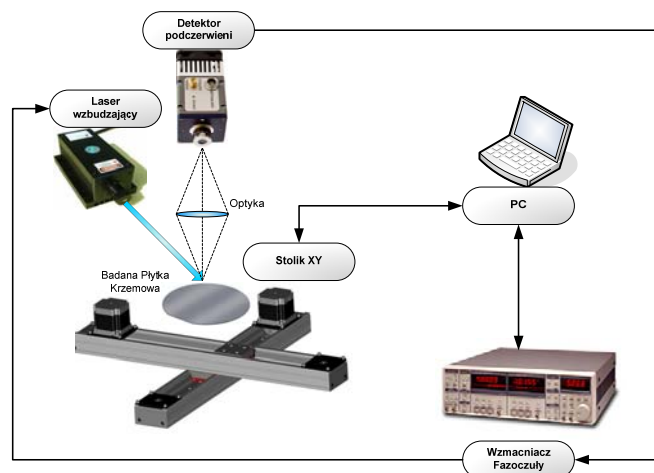 Detektor
podczerwieni
Laser
wzbudzający
Optyka
PC
Stolik XY
Badana Płytka
Krzemowa
Wzmacniacz
Fazoczuły